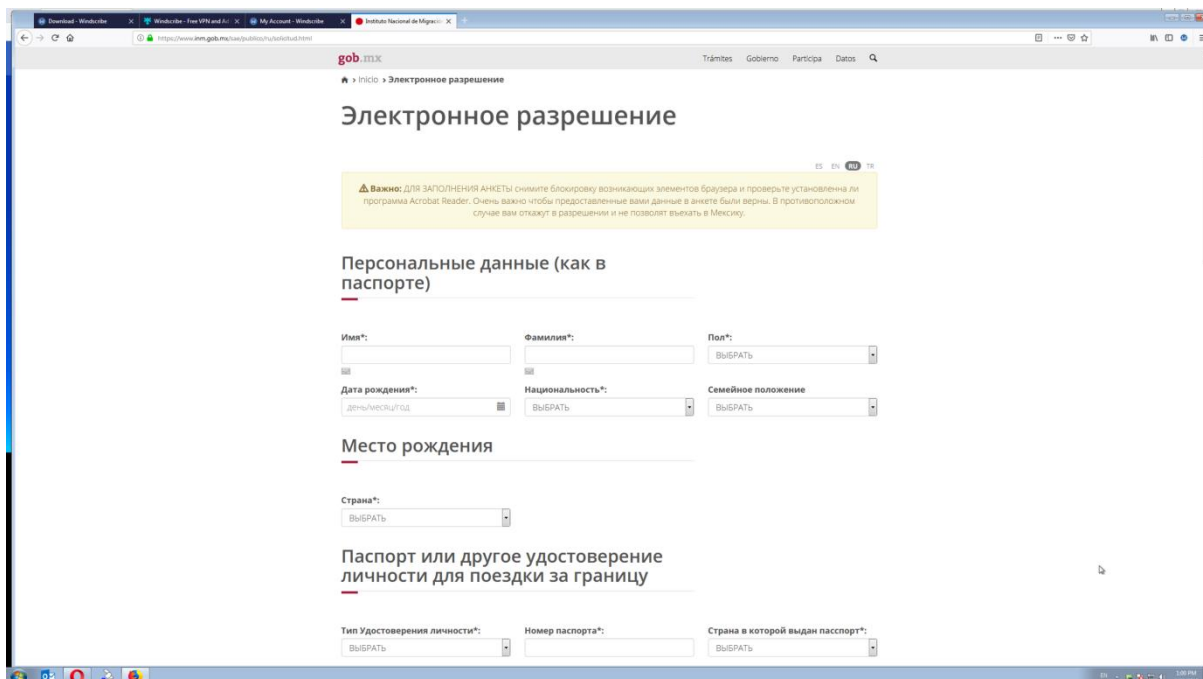 Download - Windscribe
Windscribe - Free VPN and Ad
My Account - Windscribe
Instituto Nacional de Migració
https://www.inm.gob.mx/sae/publico/ru/solicitud.html
gob.mx
Trámites Gobierno Participa Datos
> Inicio > Электронное разрешение
Электронное разрешение
ES EN RU TR
Важно: ДЛЯ ЗАПОЛНЕНИЯ АНКЕТЫ снимите блокировку возникающих элементов браузера и проверьте установленна ли
программа Acrobat Reader. Очень важно чтобы предоставленные вами данные в анкете были верны. В противоположном
случае вам откажут в разрешении и не позволят въехать в Мексику.
Персональные данные (как в
паспорте)
Имя*: Фамилия*: Пол*:
ВЫБРАТЬ
Дата рождения*: Национальность*: Семейное положение
день/месяц/год ВЫБРАТЬ ВЫБРАТЬ
Место рождения
Страна*:
ВЫБРАТЬ
Паспорт или другое удостоверение
личности для поездки за границу
Тип Удостоверения личности*: Номер паспорта*: Страна в которой выдан пасспорт*:
ВЫБРАТЬ ВЫБРАТЬ
EN